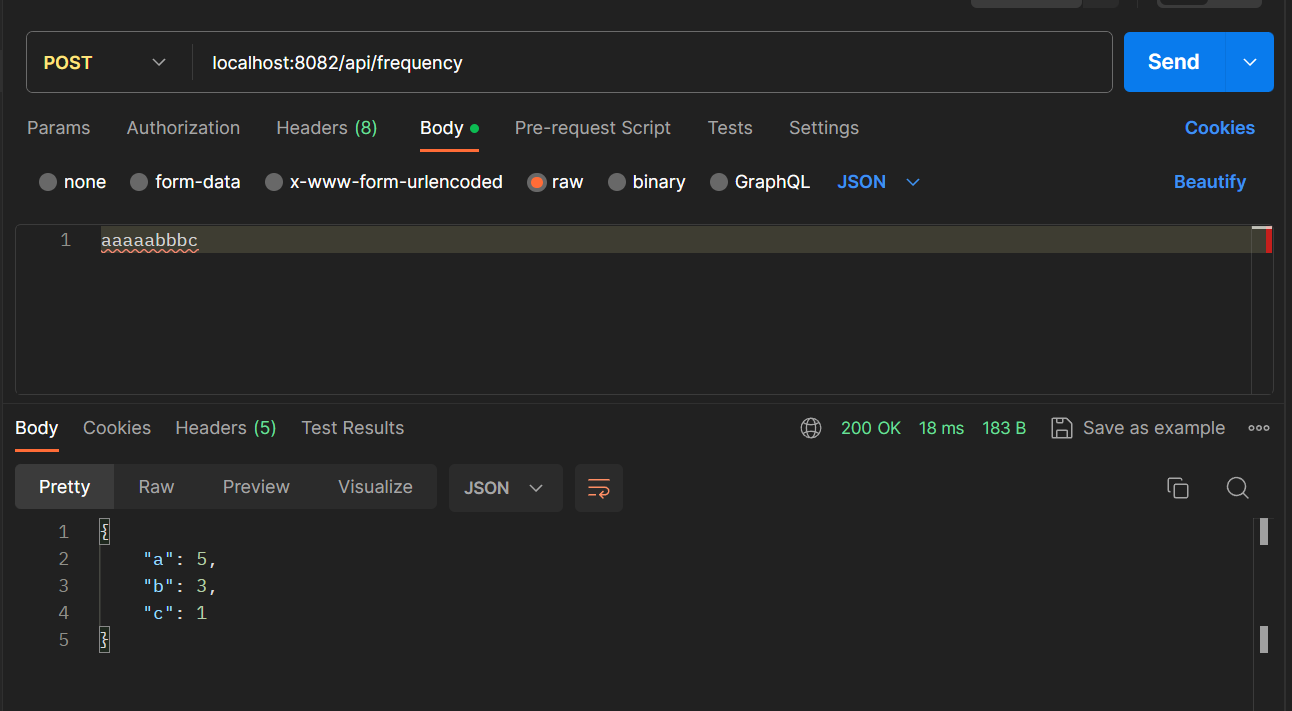 POST localhost:8082/api/frequency Send
Params Authorization Headers (8) Body Pre-request Script Tests Settings Cookies
none form-data x-www-form-urlencoded raw binary GraphQL JSON Beautify
1 aaaaabbbc
Body Cookies Headers (5) Test Results 200 OK 18 ms 183 B Save as example
Pretty Raw Preview Visualize JSON
1 {
2 "a": 5,
3 "b": 3,
4 "c": 1
5 }